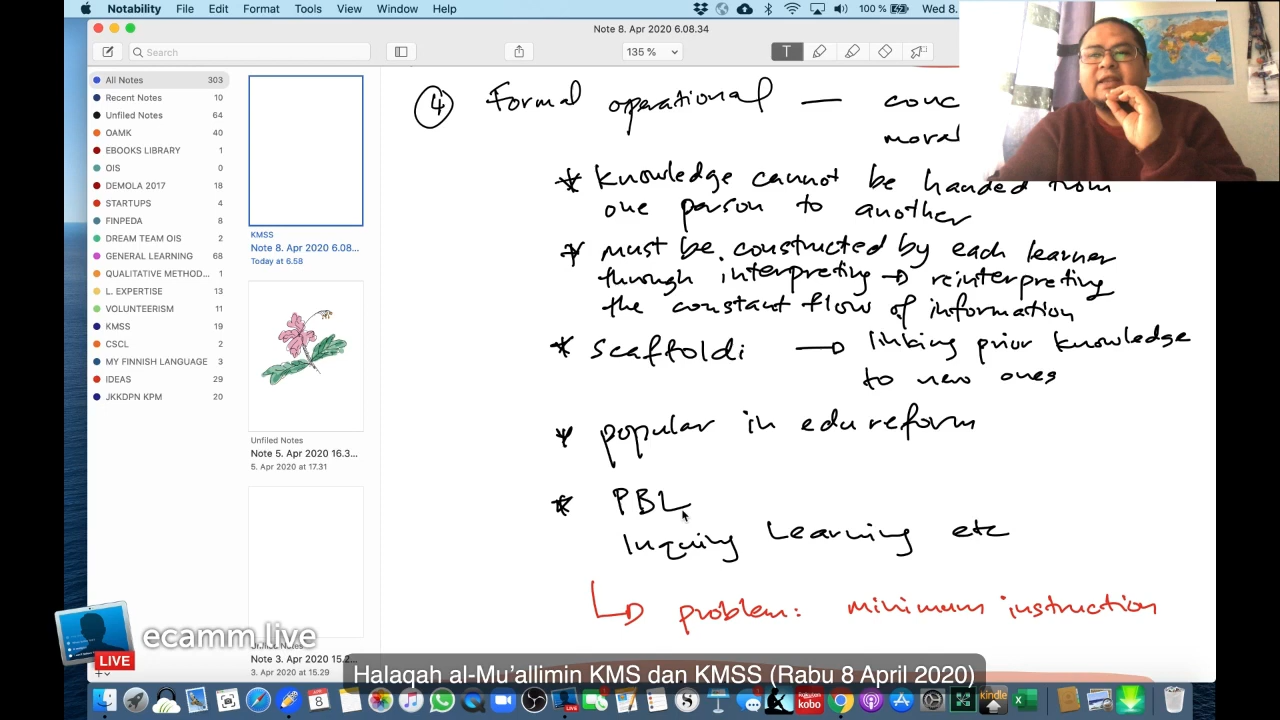 Notability File Edit Format Tools View Window Help 100 % Wed 8.
Note 8. Apr 2020 6.08.34
Search
135 %
T
All Notes 303
Recent Notes 10
Unfiled Notes 64
OAMK 40
EBOOKS LIBRARY 1
OIS 0
DEMOLA 2017 18
STARTUPS 4
FINPEDA 8
DREAM TEAM OIS 2
GENERAL LEARNING 68
QUALITATIVE METHOD... 1
L. EXPERTISE 13
VOLUNTEERISM 11
KMSS 19
CSCL 2
MY FINNISH LANGUAGE 3
IDEAS 29
JKKDPN KPM 20
KMSS
Note 8. Apr 2020 6.08...
Today at 6.58
Unfiled Notes
Note 5. Apr 2020 16.3...
5. Apr 2020 at 17.31
Note 3. Apr 2020 15.2...
3. Apr 2020 at 15.29
4 Formal operational — conc
moral
* knowledge cannot be handed from
one person to another
* must be constructed by each learner
through interpreting → reinterpreting
the constant flow of information
* Scaffoldi → linking prior knowledge
to new ones
* popular in edu reform
* PBL
Inquiry Learning etc
↳ problem: minimum instruction
ecamm live
LIVE
Halaqah al-Mu'allimin KMS dan KMSS (Rabu 8 April 2020)
LIVE
Rakuten
kobo
kindle